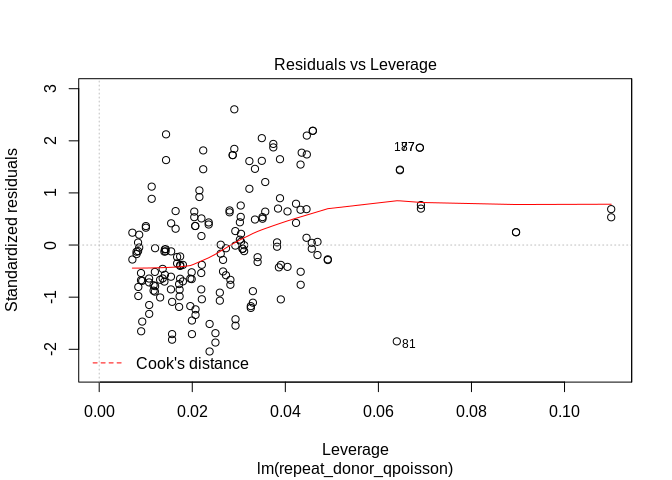 Residuals vs Leverage
Standardized residuals
3
2
1
0
-1
-2
187
81
Cook's distance
0.00 0.02 0.04 0.06 0.08 0.10
Leverage
lm(repeat_donor_qpoisson)